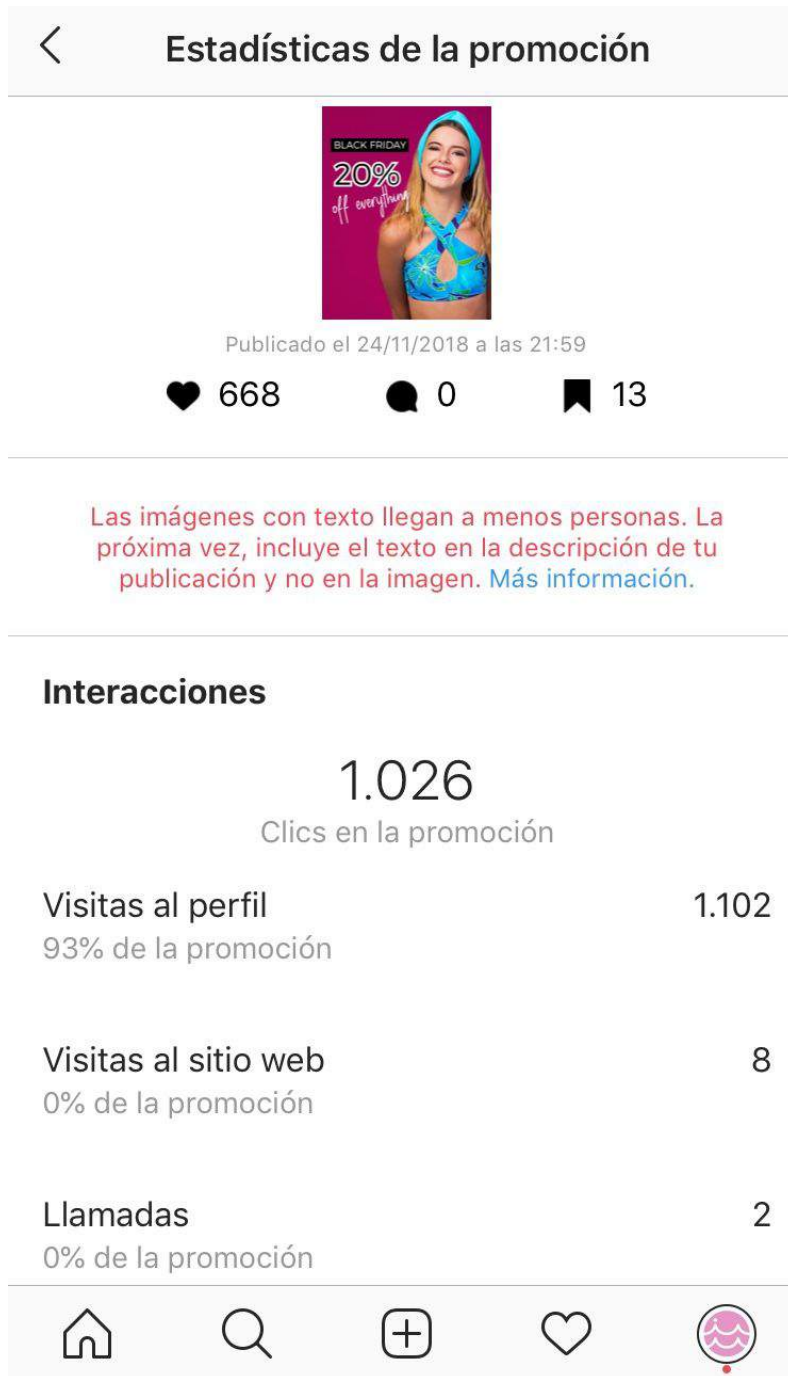 Estadísticas de la promoción
BLACK FRIDAY
20%
off everything
Publicado el 24/11/2018 a las 21:59
668 0 13
Las imágenes con texto llegan a menos personas. La
próxima vez, incluye el texto en la descripción de tu
publicación y no en la imagen. Más información.
Interacciones
1.026
Clics en la promoción
Visitas al perfil 1.102
93% de la promoción
Visitas al sitio web 8
0% de la promoción
Llamadas 2
0% de la promoción